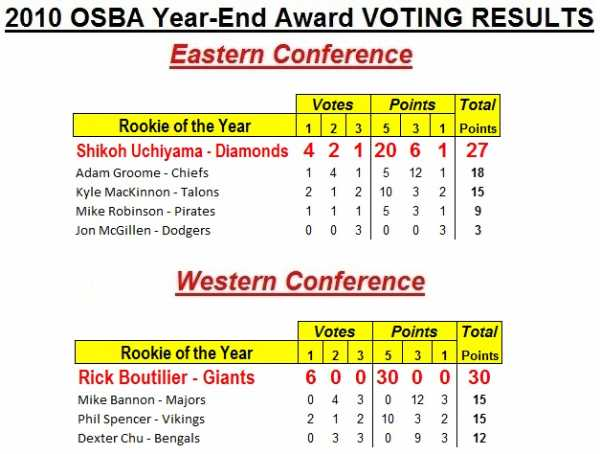 2010 OSBA Year-End Award VOTING RESULTS
Eastern Conference
Votes Points Total
Rookie of the Year 1 2 3 5 3 1 Points
Shikoh Uchiyama - Diamonds 4 2 1 20 6 1 27
Adam Groome - Chiefs 1 4 1 5 12 1 18
Kyle MacKinnon - Talons 2 1 2 10 3 2 15
Mike Robinson - Pirates 1 1 1 5 3 1 9
Jon McGillen - Dodgers 0 0 3 0 0 3 3
Western Conference
Votes Points Total
Rookie of the Year 1 2 3 5 3 1 Points
Rick Boutilier - Giants 6 0 0 30 0 0 30
Mike Bannon - Majors 0 4 3 0 12 3 15
Phil Spencer - Vikings 2 1 2 10 3 2 15
Dexter Chu - Bengals 0 3 3 0 9 3 12